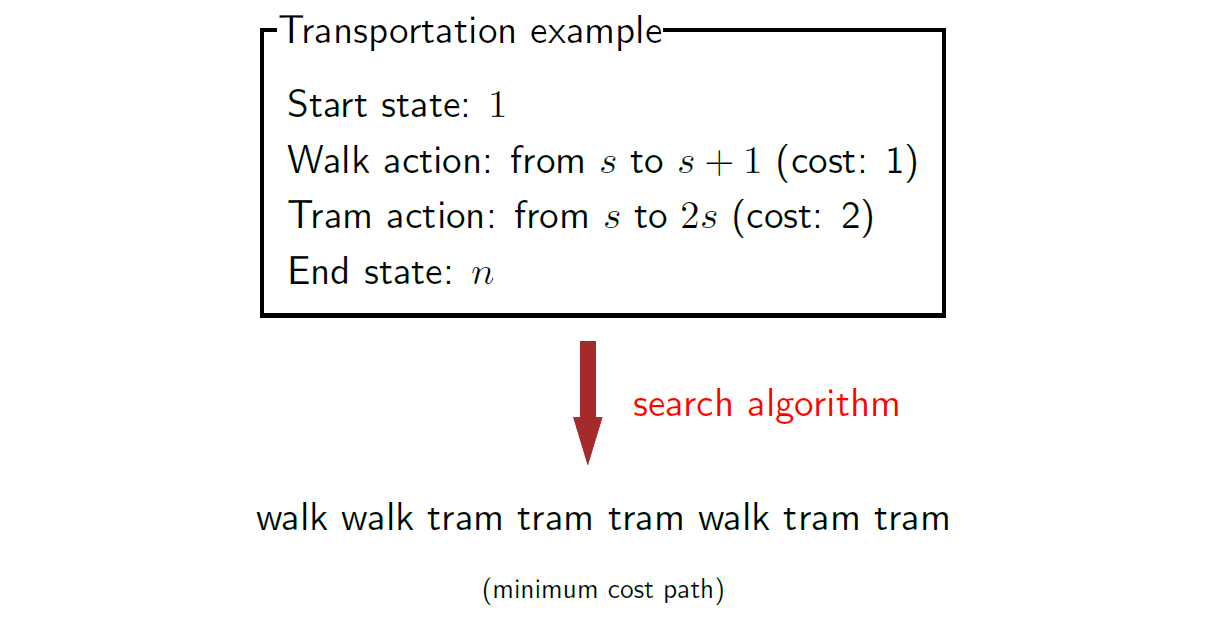 Transportation example
Start state: 1
Walk action: from s to s + 1 (cost: 1)
Tram action: from s to 2s (cost: 2)
End state: n
search algorithm
walk walk tram tram tram walk tram tram
(minimum cost path)